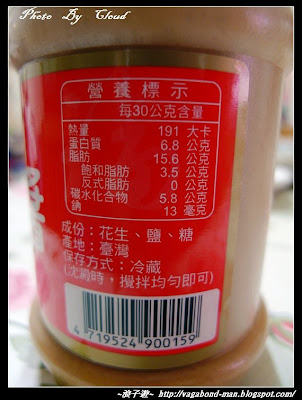 Photo By Cloud
營養標示
每30公克含量
熱量 191 大卡
蛋白質 6.8 公克
脂肪 15.6 公克
飽和脂肪 3.5 公克
反式脂肪 0 公克
碳水化合物 5.8 公克
鈉 13 毫克
成份：花生、鹽、糖
產地：臺灣
保存方式：冷藏
(沈澱時，攪拌均勻即可)
4 719524 900159
~浪子遊~ http://vagabond-man.blogspot.com/